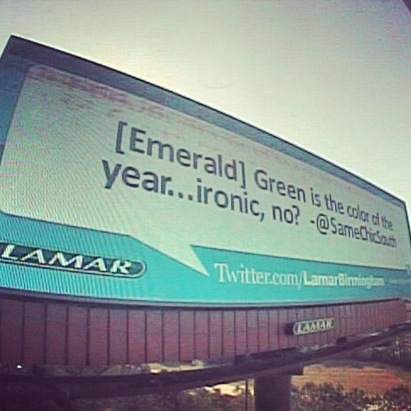 [Emerald] Green is the color of the
year...ironic, no? -@SameChicSouth
LAMAR
Twitter.com/LamarBirmingham
LAMAR